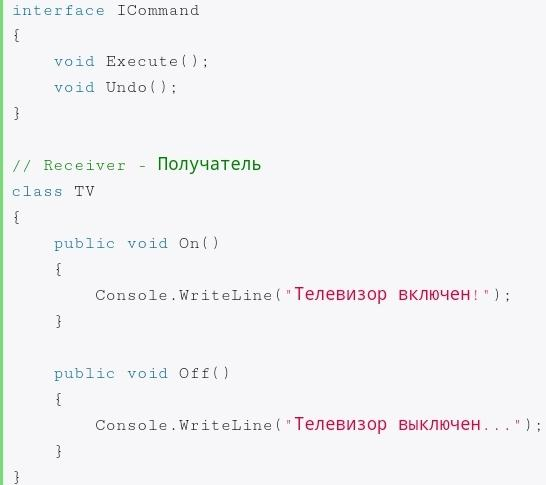 interface ICommand
{
    void Execute();
    void Undo();
}

// Receiver - Получатель
class TV
{
    public void On()
    {
        Console.WriteLine("Телевизор включен!");
    }

    public void Off()
    {
        Console.WriteLine("Телевизор выключен...");
    }
}